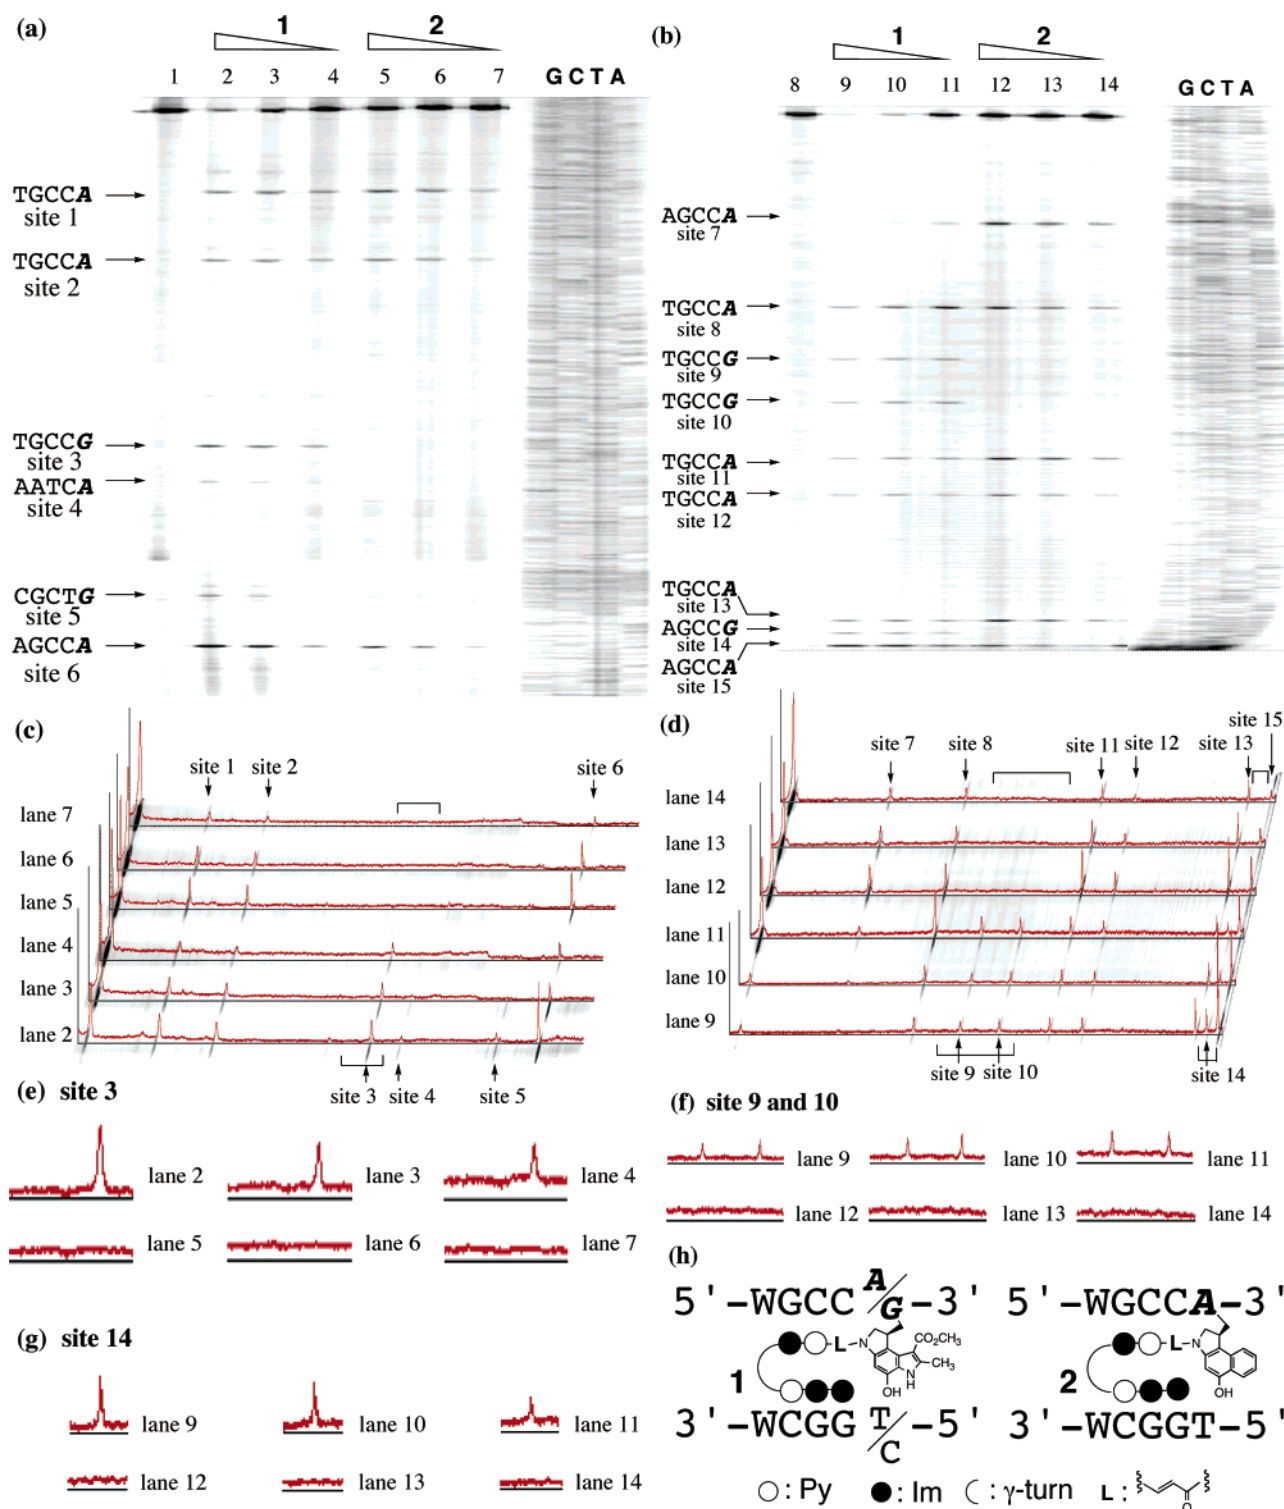 (a)
1 2
1 2 3 4 5 6 7 G C T A
TGCCA
site 1
TGCCA
site 2
TGCCG
site 3
AATCA
site 4
CGCTG
site 5
AGCCA
site 6
(b)
1 2
8 9 10 11 12 13 14 G C T A
AGCCA
site 7
TGCCA
site 8
TGCCG
site 9
TGCCG
site 10
TGCCA
site 11
TGCCA
site 12
TGCCA
site 13
AGCCG
site 14
AGCCA
site 15
(c)
site 1 site 2 site 6
lane 7
lane 6
lane 5
lane 4
lane 3
lane 2
site 3 site 4 site 5
(d)
site 15
site 7 site 8 site 11 site 12 site 13
lane 14
lane 13
lane 12
lane 11
lane 10
lane 9
site 9 site 10 site 14
(e) site 3
lane 2 lane 3 lane 4
lane 5 lane 6 lane 7
(f) site 9 and 10
lane 9 lane 10 lane 11
lane 12 lane 13 lane 14
(g) site 14
lane 9 lane 10 lane 11
lane 12 lane 13 lane 14
(h)
5'-WGCC A/G-3' 5'-WGCCA-3'
L N CO2CH3 L N
1 CH3 2
OH N H OH
3'-WCGG T/C-5' 3'-WCGGT-5'
: Py : Im : γ-turn L : O